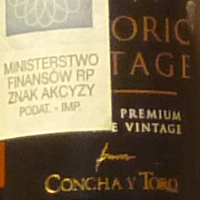 ORIC
TAGE
MINISTERSTWO
FINANSÓW RP
ZNAK AKCYZY
PODAT. - IMP.
PREMIUM
E VINTAGE
CONCHA Y TORO